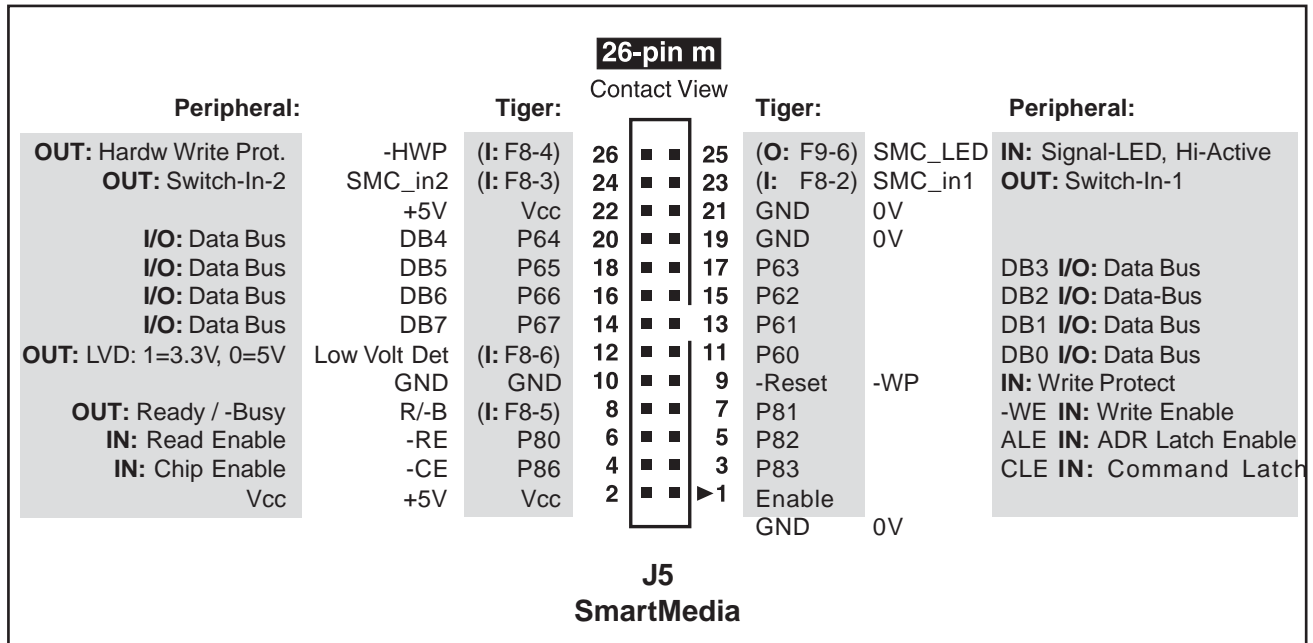 26-pin m
Contact View
Peripheral: Tiger: Tiger: Peripheral:
OUT: Hardw Write Prot. -HWP (I: F8-4) 26 25 (O: F9-6) SMC_LED IN: Signal-LED, Hi-Active
OUT: Switch-In-2 SMC_in2 (I: F8-3) 24 23 (I: F8-2) SMC_in1 OUT: Switch-In-1
+5V Vcc 22 21 GND 0V
I/O: Data Bus DB4 P64 20 19 GND 0V
I/O: Data Bus DB5 P65 18 17 P63 DB3 I/O: Data Bus
I/O: Data Bus DB6 P66 16 15 P62 DB2 I/O: Data-Bus
I/O: Data Bus DB7 P67 14 13 P61 DB1 I/O: Data Bus
OUT: LVD: 1=3.3V, 0=5V Low Volt Det (I: F8-6) 12 11 P60 DB0 I/O: Data Bus
GND GND 10 9 -Reset -WP IN: Write Protect
OUT: Ready / -Busy R/-B (I: F8-5) 8 7 P81 -WE IN: Write Enable
IN: Read Enable -RE P80 6 5 P82 ALE IN: ADR Latch Enable
IN: Chip Enable -CE P86 4 3 P83 CLE IN: Command Latch
Vcc +5V Vcc 2 1 Enable
GND 0V
J5
SmartMedia